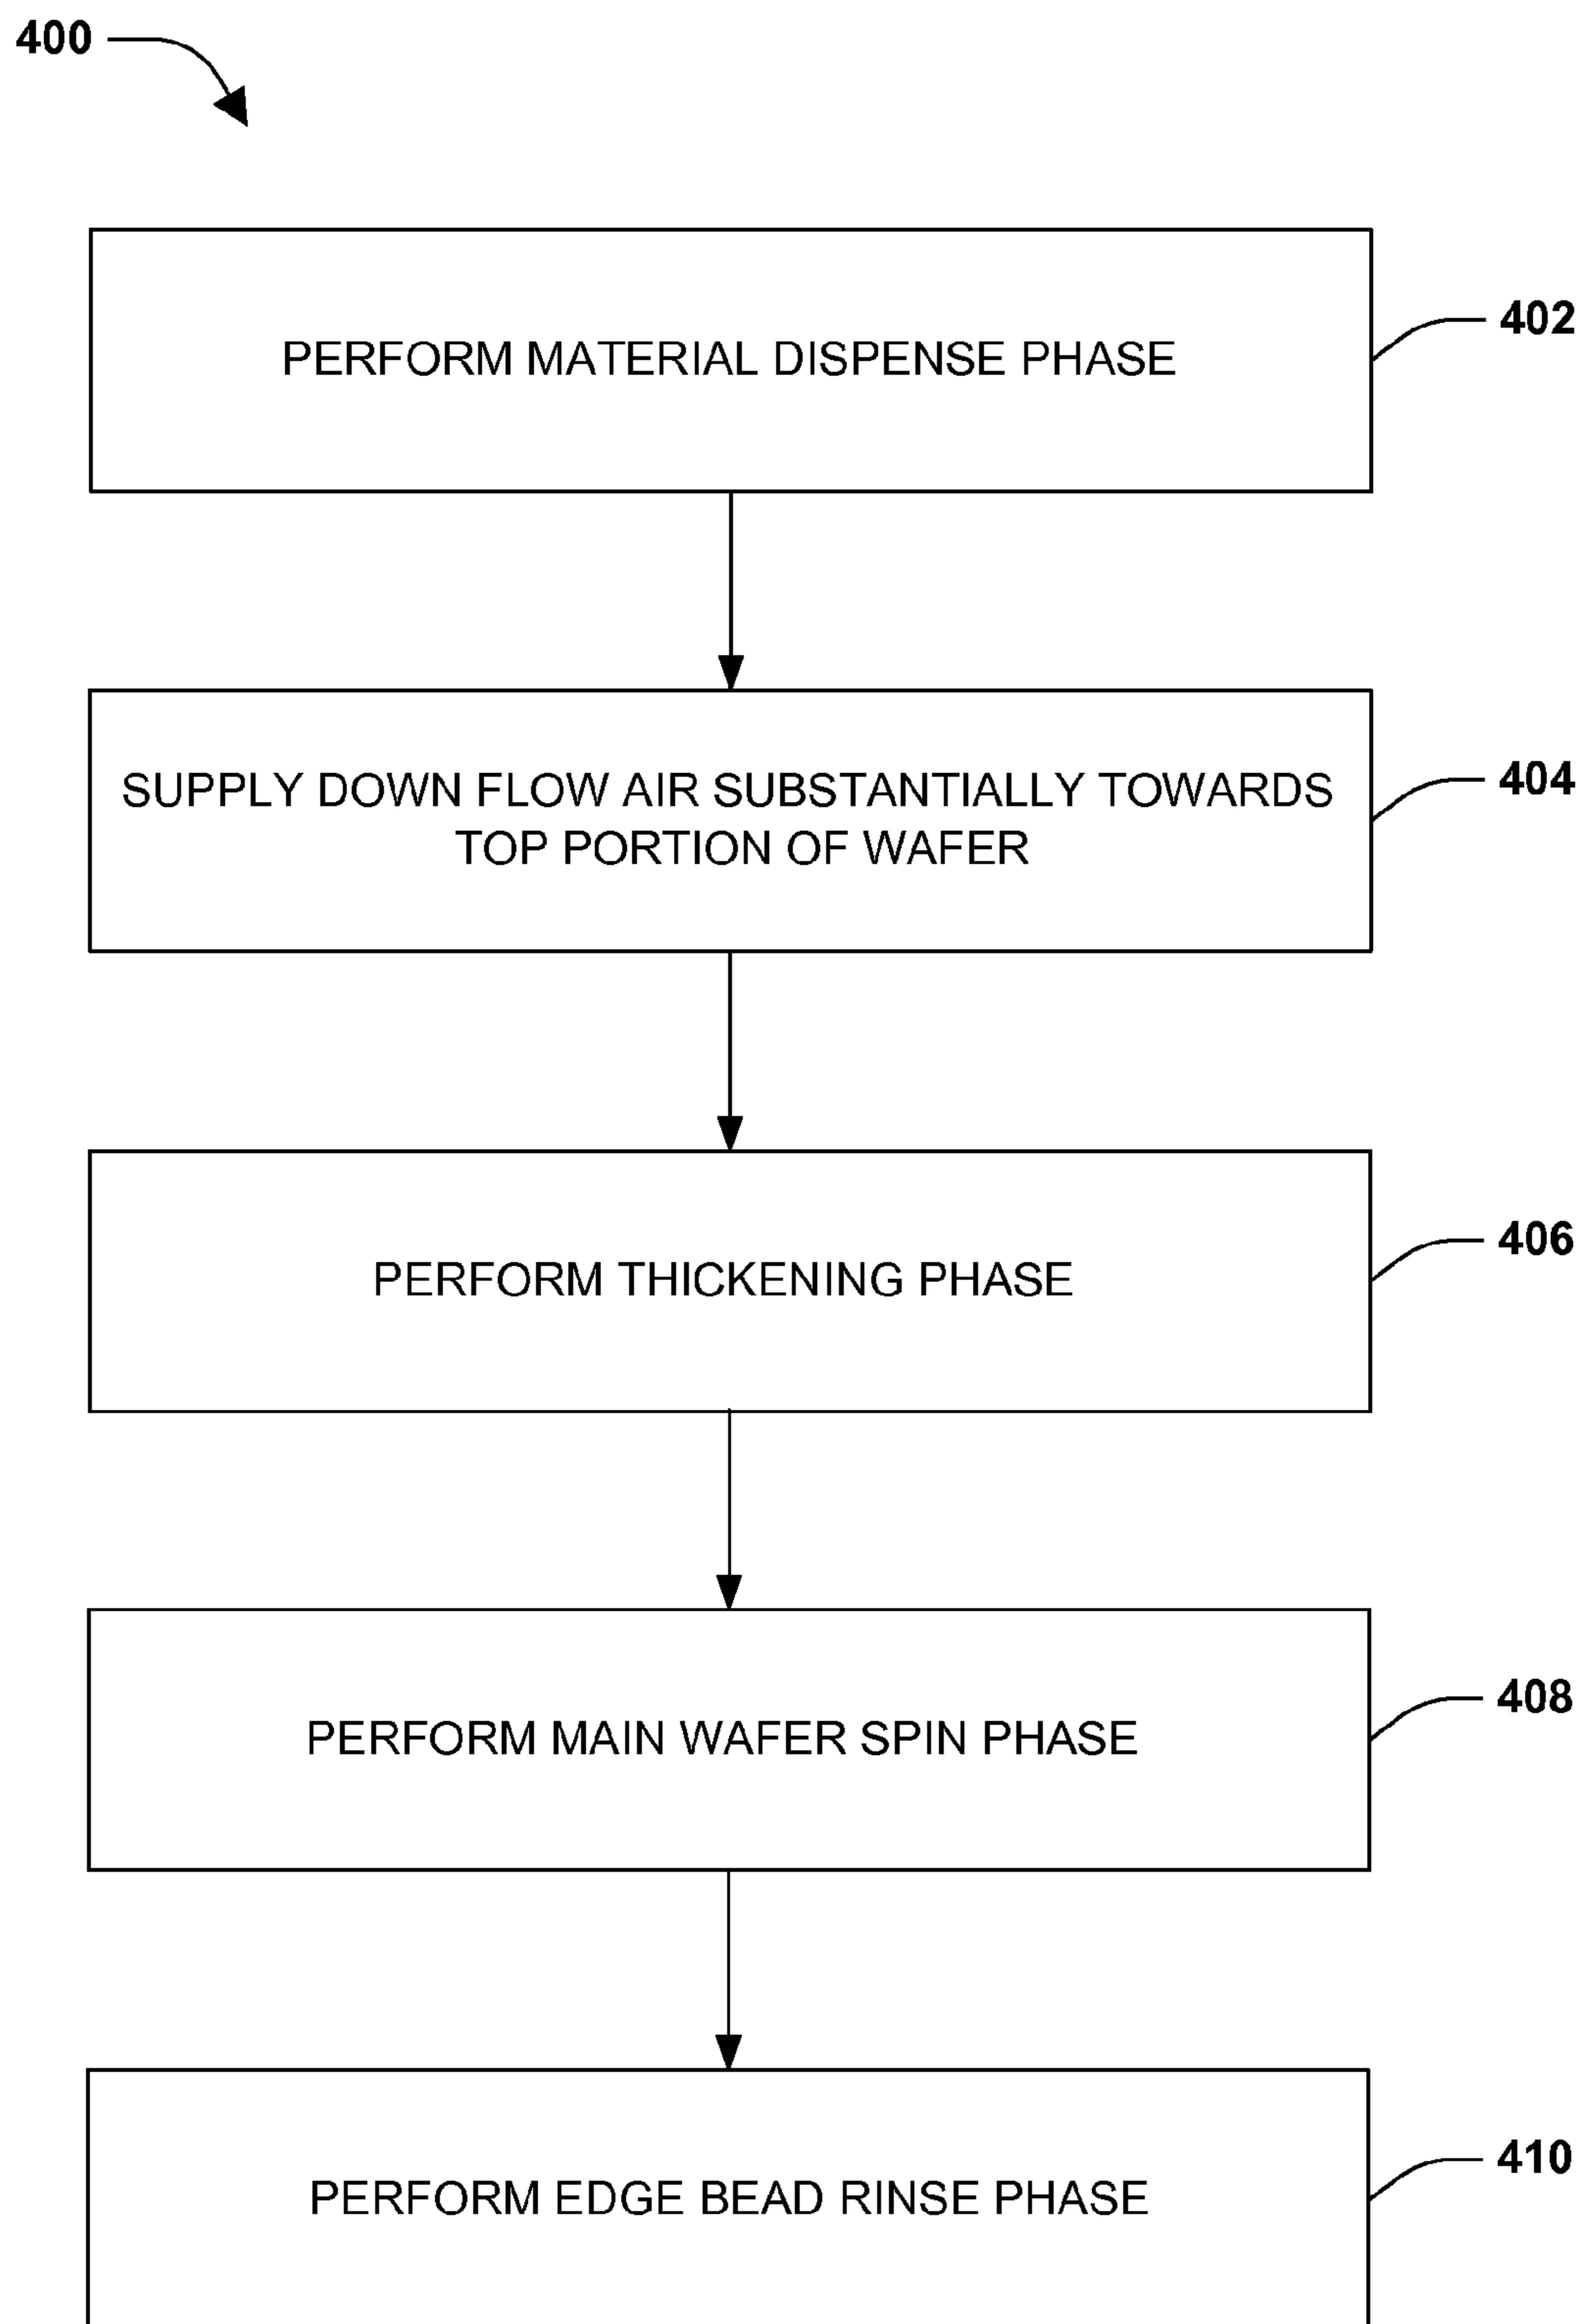 400
PERFORM MATERIAL DISPENSE PHASE
402
SUPPLY DOWN FLOW AIR SUBSTANTIALLY TOWARDS
TOP PORTION OF WAFER
404
PERFORM THICKENING PHASE
406
PERFORM MAIN WAFER SPIN PHASE
408
PERFORM EDGE BEAD RINSE PHASE
410